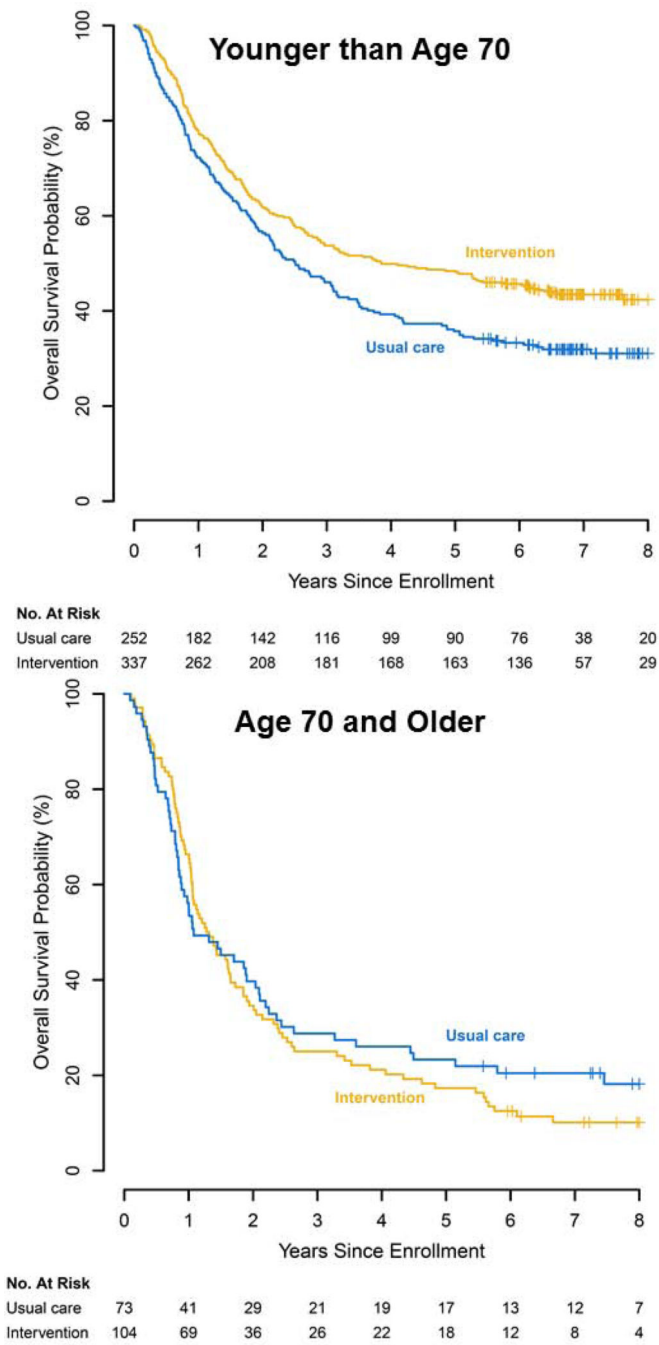 Younger than Age 70
Overall Survival Probability (%)
100
80
60
40
20
0
Intervention
Usual care
0 1 2 3 4 5 6 7 8
Years Since Enrollment
No. At Risk
Usual care 252 182 142 116 99 90 76 38 20
Intervention 337 262 208 181 168 163 136 57 29
Age 70 and Older
Overall Survival Probability (%)
100
80
60
40
20
0
Usual care
Intervention
0 1 2 3 4 5 6 7 8
Years Since Enrollment
No. At Risk
Usual care 73 41 29 21 19 17 13 12 7
Intervention 104 69 36 26 22 18 12 8 4